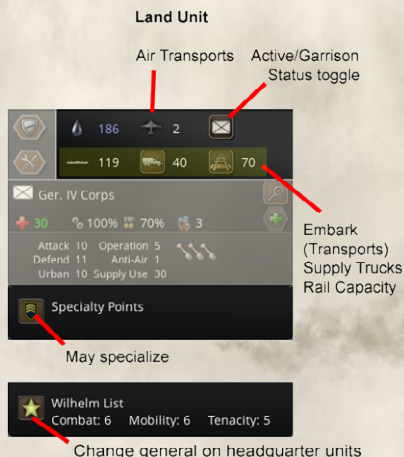 Land Unit
Air Transports
Active/Garrison
Status toggle
186 2
119 40 70
Ger. IV Corps
30 100% 70% 3
Attack 10 Operation 5
Defend 11 Anti-Air 1
Urban 10 Supply Use 30
Embark
(Transports)
Supply Trucks
Rail Capacity
Specialty Points
May specialize
Wilhelm List
Combat: 6 Mobility: 6 Tenacity: 5
Change general on headquarter units